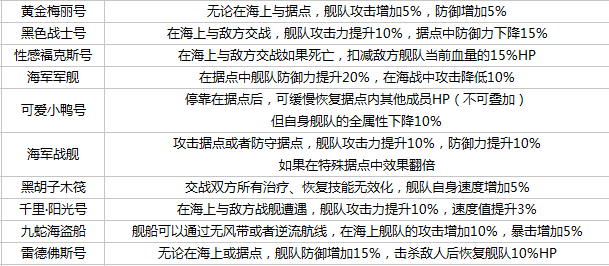 黄金梅丽号 无论在海上与据点，舰队攻击增加5%，防御增加5%
黑色战士号 在海上与敌方交战，舰队攻击力提升10%，据点中防御力下降15%
性感福克斯号 在海上与敌方交战如果死亡，扣减敌方舰队当前血量的15%HP
海军军舰 在据点中舰队防御力提升20%，在海战中攻击降低10%
可爱小鸭号 停靠在据点后，可缓慢恢复据点内其他成员HP（不可叠加）
但自身舰队的全属性下降10%
海军战舰 攻击据点或者防守据点，舰队攻击力提升10%，防御力提升10%
如果在特殊据点中效果翻倍
黑胡子木筏 交战双方所有治疗、恢复技能无效化，舰队自身速度增加5%
千里·阳光号 在海上与敌方战舰遭遇，舰队攻击力提升10%，速度值提升3%
九蛇海盗船 舰船可以通过无风带或者逆流航线，在海上舰队的攻击增加10%，暴击增加5%
雷德佛斯号 无论在海上或据点，舰队防御增加15%，击杀敌人后恢复舰队10%HP